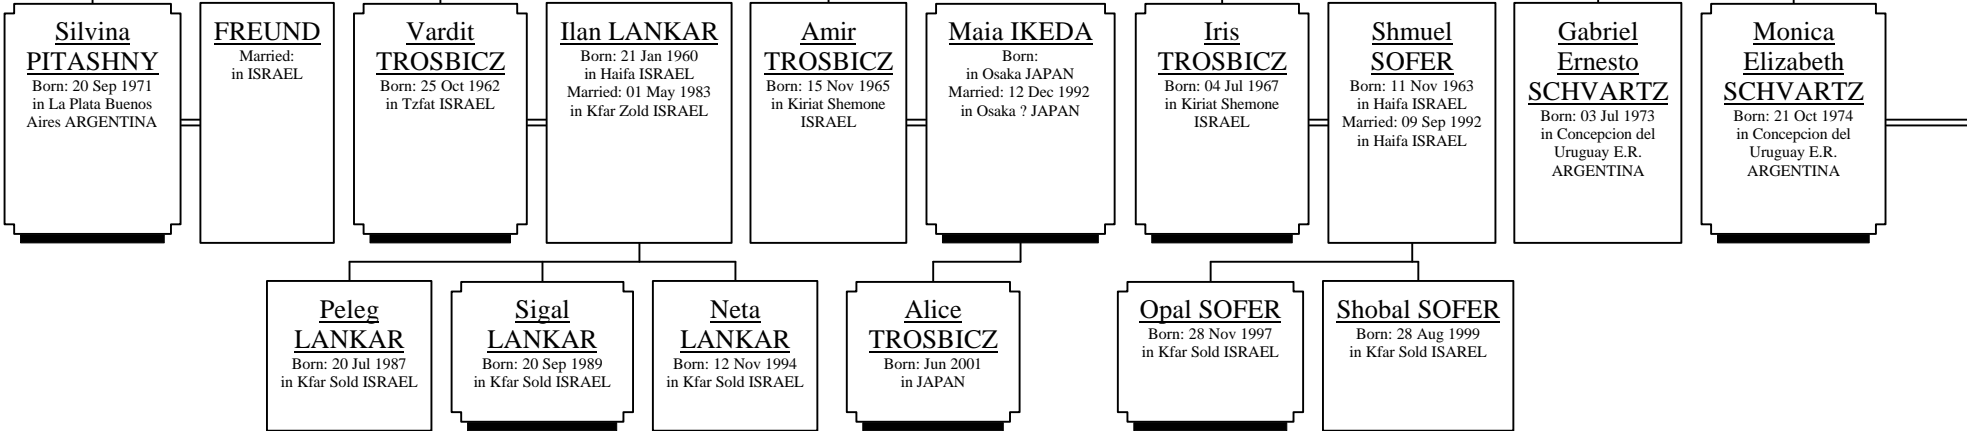 Silvina
PITASHNY
Born: 20 Sep 1971
in La Plata Buenos
Aires ARGENTINA
FREUND
Married:
in ISRAEL
Vardit
TROSBICZ
Born: 25 Oct 1962
in Tzfat ISRAEL
Ilan LANKAR
Born: 21 Jan 1960
in Haifa ISRAEL
Married: 01 May 1983
in Kfar Zold ISRAEL
Amir
TROSBICZ
Born: 15 Nov 1965
in Kiriat Shemone
ISRAEL
Maia IKEDA
Born:
in Osaka JAPAN
Married: 12 Dec 1992
in Osaka ? JAPAN
Iris
TROSBICZ
Born: 04 Jul 1967
in Kiriat Shemone
ISRAEL
Shmuel
SOFER
Born: 11 Nov 1963
in Haifa ISRAEL
Married: 09 Sep 1992
in Haifa ISRAEL
Gabriel
Ernesto
SCHVARTZ
Born: 03 Jul 1973
in Concepcion del
Uruguay E.R.
ARGENTINA
Monica
Elizabeth
SCHVARTZ
Born: 21 Oct 1974
in Concepcion del
Uruguay E.R.
ARGENTINA
Peleg
LANKAR
Born: 20 Jul 1987
in Kfar Sold ISRAEL
Sigal
LANKAR
Born: 20 Sep 1989
in Kfar Sold ISRAEL
Neta
LANKAR
Born: 12 Nov 1994
in Kfar Sold ISRAEL
Alice
TROSBICZ
Born: Jun 2001
in JAPAN
Opal SOFER
Born: 28 Nov 1997
in Kfar Sold ISRAEL
Shobal SOFER
Born: 28 Aug 1999
in Kfar Sold ISAREL